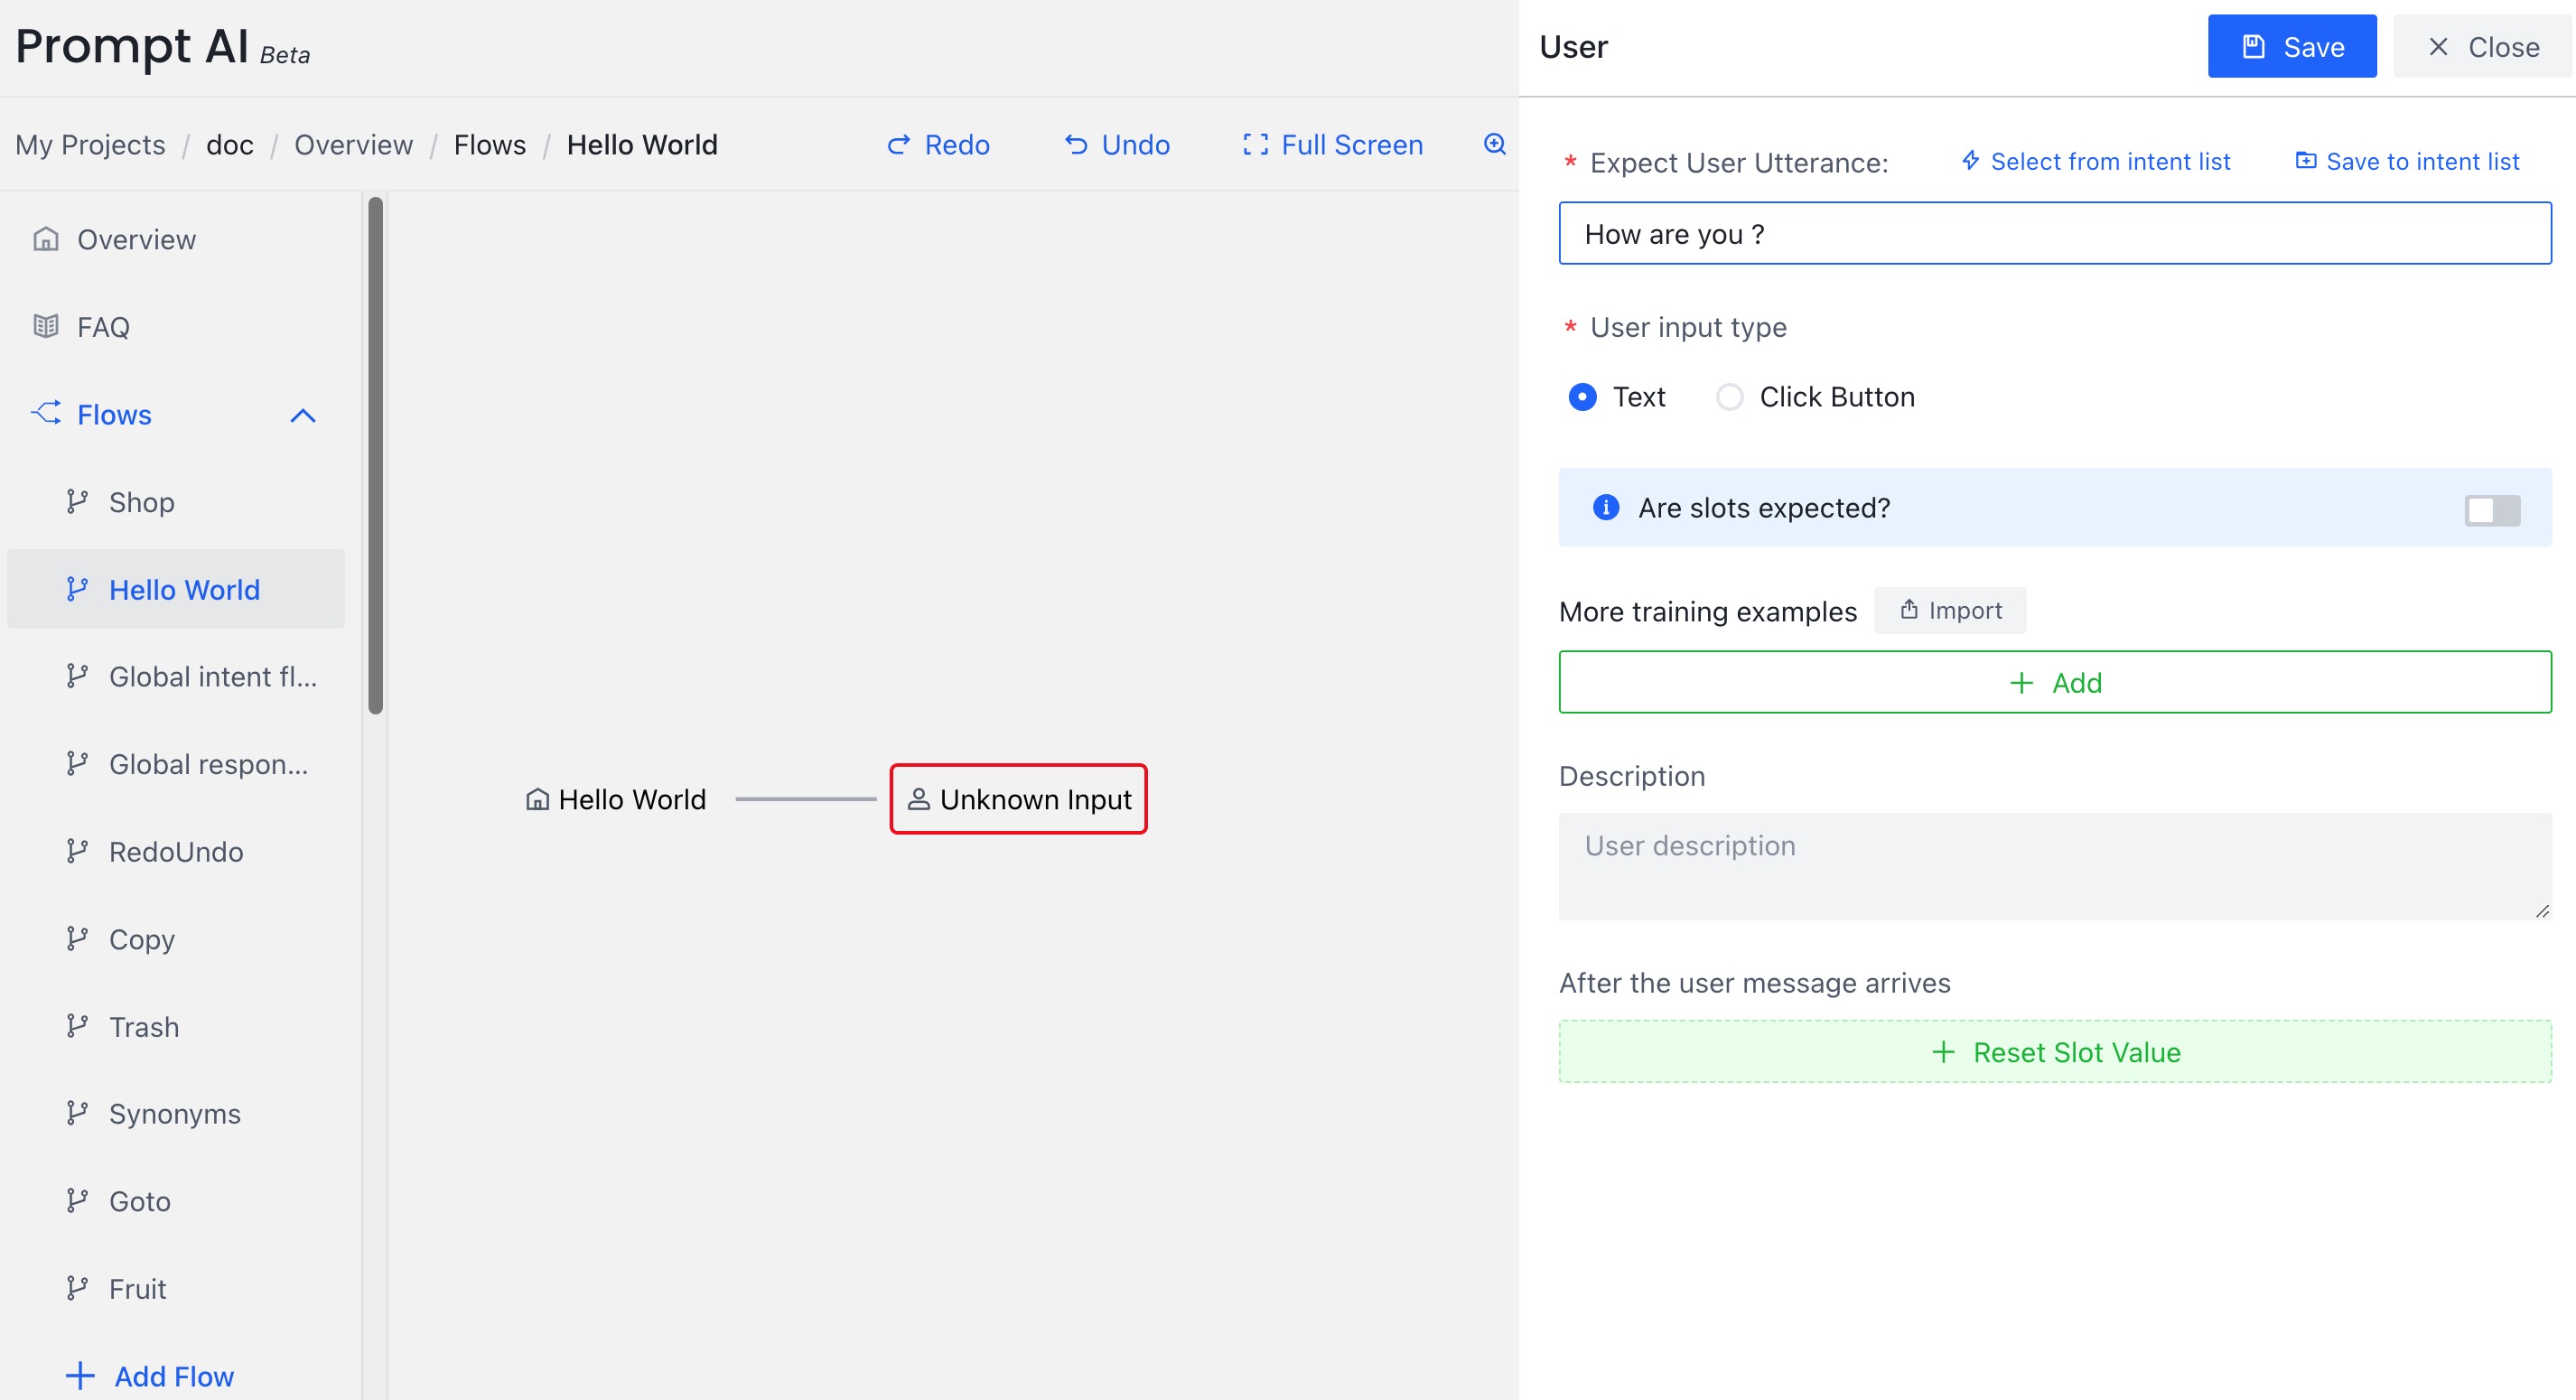 Prompt AI Beta
My Projects / doc / Overview / Flows / Hello World
Redo
Undo
Full Screen
Overview
FAQ
Flows
Shop
Hello World
Global intent fl...
Global respon...
RedoUndo
Copy
Trash
Synonyms
Goto
Fruit
Add Flow
Hello World
Unknown Input
User
Save
Close
* Expect User Utterance:
Select from intent list
Save to intent list
How are you ?
* User input type
Text
Click Button
Are slots expected?
More training examples
Import
+ Add
Description
User description
After the user message arrives
+ Reset Slot Value